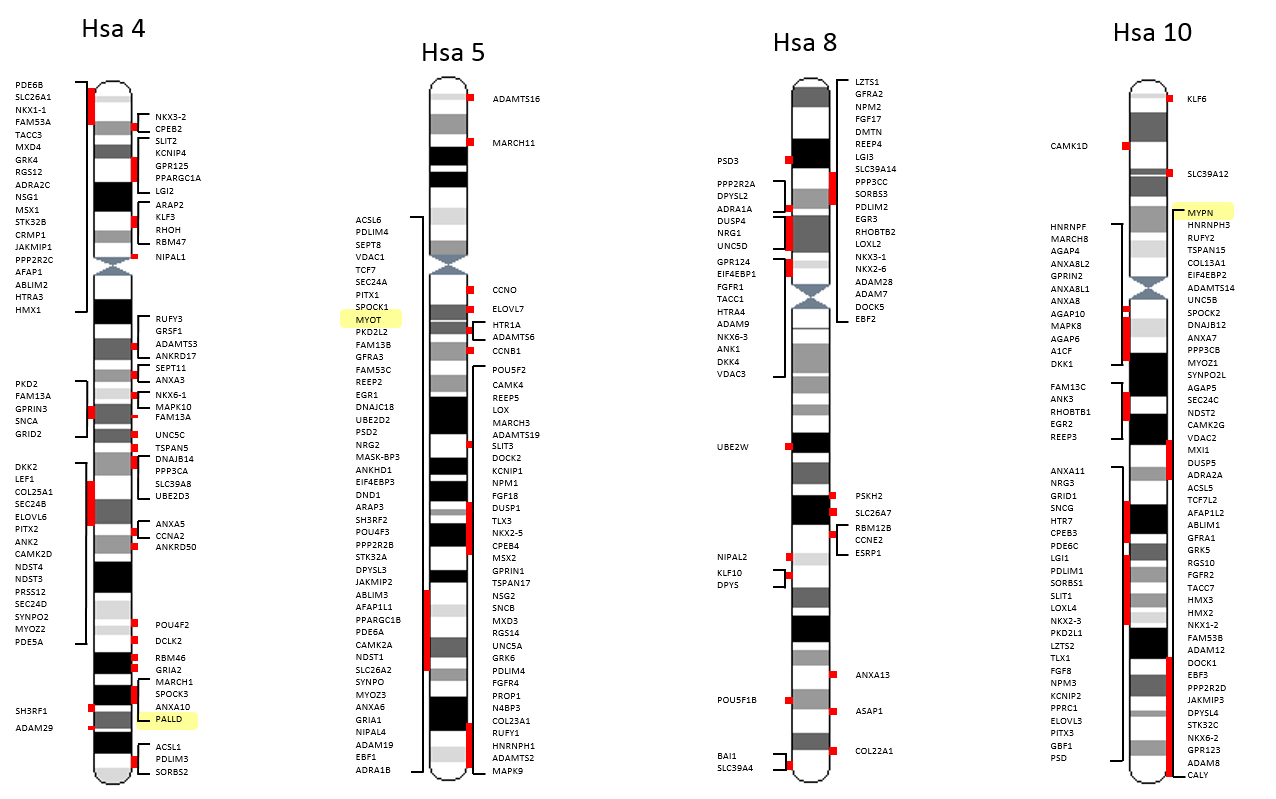 Hsa 4
PDE6B
SLC26A1
NKX1-1
FAM53A
TACC3
MXD4
GRK4
RGS12
ADRA2C
NSG1
MSX1
STK32B
CRMP1
JAKMIP1
PPP2R2C
AFAP1
ABLIM2
HTRA3
HMX1
PKD2
FAM13A
GPRIN3
SNCA
GRID2
DKK2
LEF1
COL25A1
SEC24B
ELOVL6
PITX2
ANK2
CAMK2D
NDST4
NDST3
PRSS12
SEC24D
SYNPO2
MYOZ2
PDE5A
SH3RF1
ADAM29
NKX3-2
CPEB2
SLIT2
KCNIP4
GPR125
PPARGC1A
LGI2
ARAP2
KLF3
RHOH
RBM47
NIPAL1
RUFY3
GRSF1
ADAMTS3
ANKRD17
SEPT11
ANXA3
NKX6-1
MAPK10
FAM13A
UNC5C
TSPAN5
DNAJB14
PPP3CA
SLC39A8
UBE2D3
ANXA5
CCNA2
ANKRD50
POU4F2
DCLK2
RBM46
GRIA2
MARCH1
SPOCK3
ANXA10
PALLD
ACSL1
PDLIM3
SORBS2
Hsa 5
ACSL6
PDLIM4
SEPT8
VDAC1
TCF7
SEC24A
PITX1
SPOCK1
MYOT
PKD2L2
FAM13B
GFRA3
FAM53C
REEP2
EGR1
DNAJC18
UBE2D2
PSD2
NRG2
MASK-BP3
ANKHD1
EIF4EBP3
DND1
ARAP3
SH3RF2
POU4F3
PPP2R2B
STK32A
DPYSL3
JAKMIP2
ABLIM3
AFAP1L1
PPARGC1B
PDE6A
CAMK2A
NDST1
SLC26A2
SYNPO
MYOZ3
ANXA6
GRIA1
NIPAL4
ADAM19
EBF1
ADRA1B
ADAMTS16
MARCH11
CCNO
ELOVL7
HTR1A
ADAMTS6
CCNB1
POU5F2
CAMK4
REEP5
LOX
MARCH3
ADAMTS19
SLIT3
DOCK2
KCNIP1
NPM1
FGF18
DUSP1
TLX3
NKX2-5
CPEB4
MSX2
GPRIN1
TSPAN17
NSG2
SNCB
MXD3
RGS14
UNC5A
GRK6
PDLIM4
FGFR4
PROP1
N4BP3
COL23A1
RUFY1
HNRNPH1
ADAMTS2
MAPK9
Hsa 8
PSD3
PPP2R2A
DPYSL2
ADRA1A
DUSP4
NRG1
UNC5D
GPR124
EIF4EBP1
FGFR1
TACC1
HTRA4
ADAM9
NKX6-3
ANK1
DKK4
VDAC3
UBE2W
NIPAL2
KLF10
DPYS
POU5F1B
BAI1
SLC39A4
LZTS1
GFRA2
NPM2
FGF17
DMTN
REEP4
LGI3
SLC39A14
PPP3CC
SORBS3
PDLIM2
EGR3
RHOBTB2
LOXL2
NKX3-1
NKX2-6
ADAM28
ADAM7
DOCK5
EBF2
PSKH2
SLC26A7
RBM12B
CCNE2
ESRP1
ANXA13
ASAP1
COL22A1
Hsa 10
CAMK1D
HNRNPF
MARCH8
AGAP4
ANXA8L2
GPRIN2
ANXA8L1
ANXA8
AGAP10
MAPK8
AGAP6
A1CF
DKK1
FAM13C
ANK3
RHOBTB1
EGR2
REEP3
ANXA11
NRG3
GRID1
SNCG
HTR7
CPEB3
PDE6C
LGI1
PDLIM1
SORBS1
SLIT1
LOXL4
NKX2-3
PKD2L1
LZTS2
TLX1
FGF8
NPM3
KCNIP2
PPRC1
ELOVL3
PITX3
GBF1
PSD
KLF6
SLC39A12
MYPN
HNRNPH3
RUFY2
TSPAN15
COL13A1
EIF4EBP2
ADAMTS14
UNC5B
SPOCK2
DNAJB12
ANXA7
PPP3CB
MYOZ1
SYNPO2L
AGAP5
SEC24C
NDST2
CAMK2G
VDAC2
MXI1
DUSP5
ADRA2A
ACSL5
TCF7L2
AFAP1L2
ABLIM1
GFRA1
GRK5
RGS10
FGFR2
TACC7
HMX3
HMX2
NKX1-2
FAM53B
ADAM12
DOCK1
EBF3
PPP2R2D
JAKMIP3
DPYSL4
STK32C
NKX6-2
GPR123
ADAM8
CALY